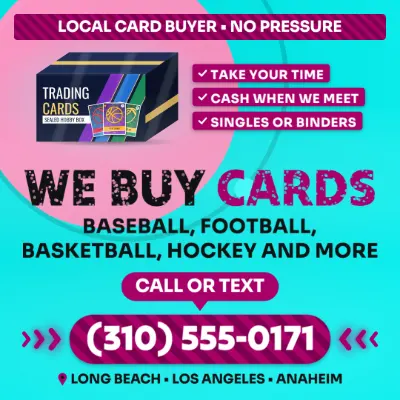 LOCAL CARD BUYER • NO PRESSURE
TRADING
CARDS
SEALED HOBBY BOX
✓ TAKE YOUR TIME
✓ CASH WHEN WE MEET
✓ SINGLES OR BINDERS
WE BUY CARDS
BASEBALL, FOOTBALL,
BASKETBALL, HOCKEY AND MORE
CALL OR TEXT
(310) 555-0171
LONG BEACH • LOS ANGELES • ANAHEIM